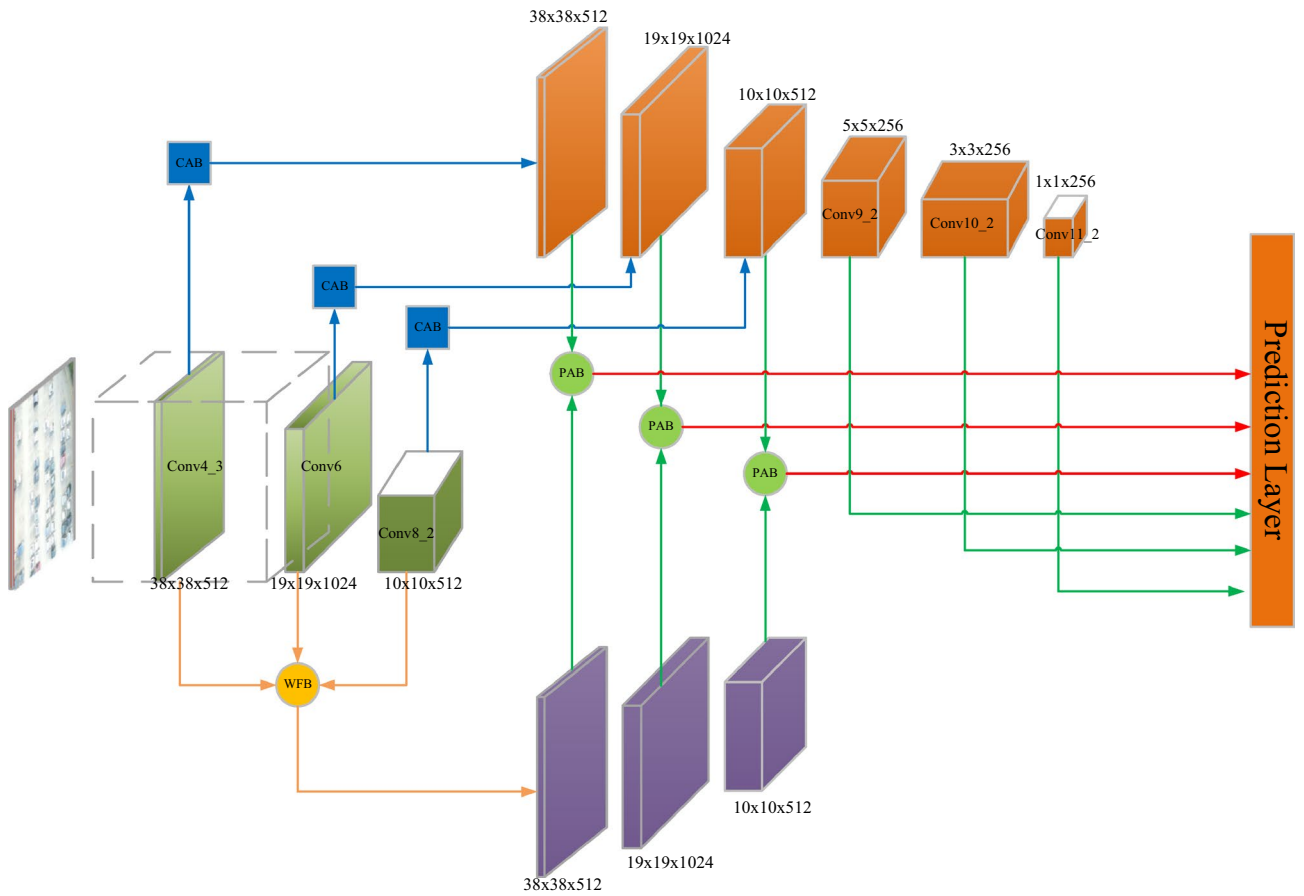 38x38x512
19x19x1024
10x10x512
5x5x256
3x3x256
1x1x256
CAB
Conv9_2
Conv10_2
Conv11_2
CAB
CAB
Prediction Layer
PAB
PAB
PAB
Conv4_3
Conv6
Conv8_2
38x38x512
19x19x1024
10x10x512
WFB
10x10x512
19x19x1024
38x38x512